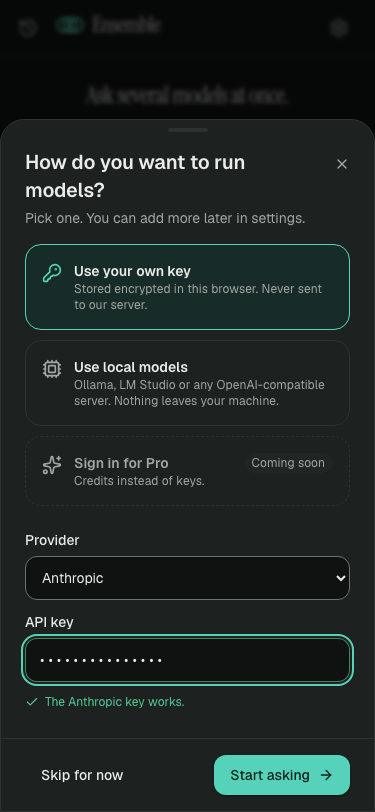 Ensemble
Ask several models at once.
How do you want to run
models?
Pick one. You can add more later in settings.
Use your own key
Stored encrypted in this browser. Never sent
to our server.
Use local models
Ollama, LM Studio or any OpenAI-compatible
server. Nothing leaves your machine.
Sign in for Pro
Coming soon
Credits instead of keys.
Provider
Anthropic
API key
•••••••••••••••
The Anthropic key works.
Skip for now
Start asking